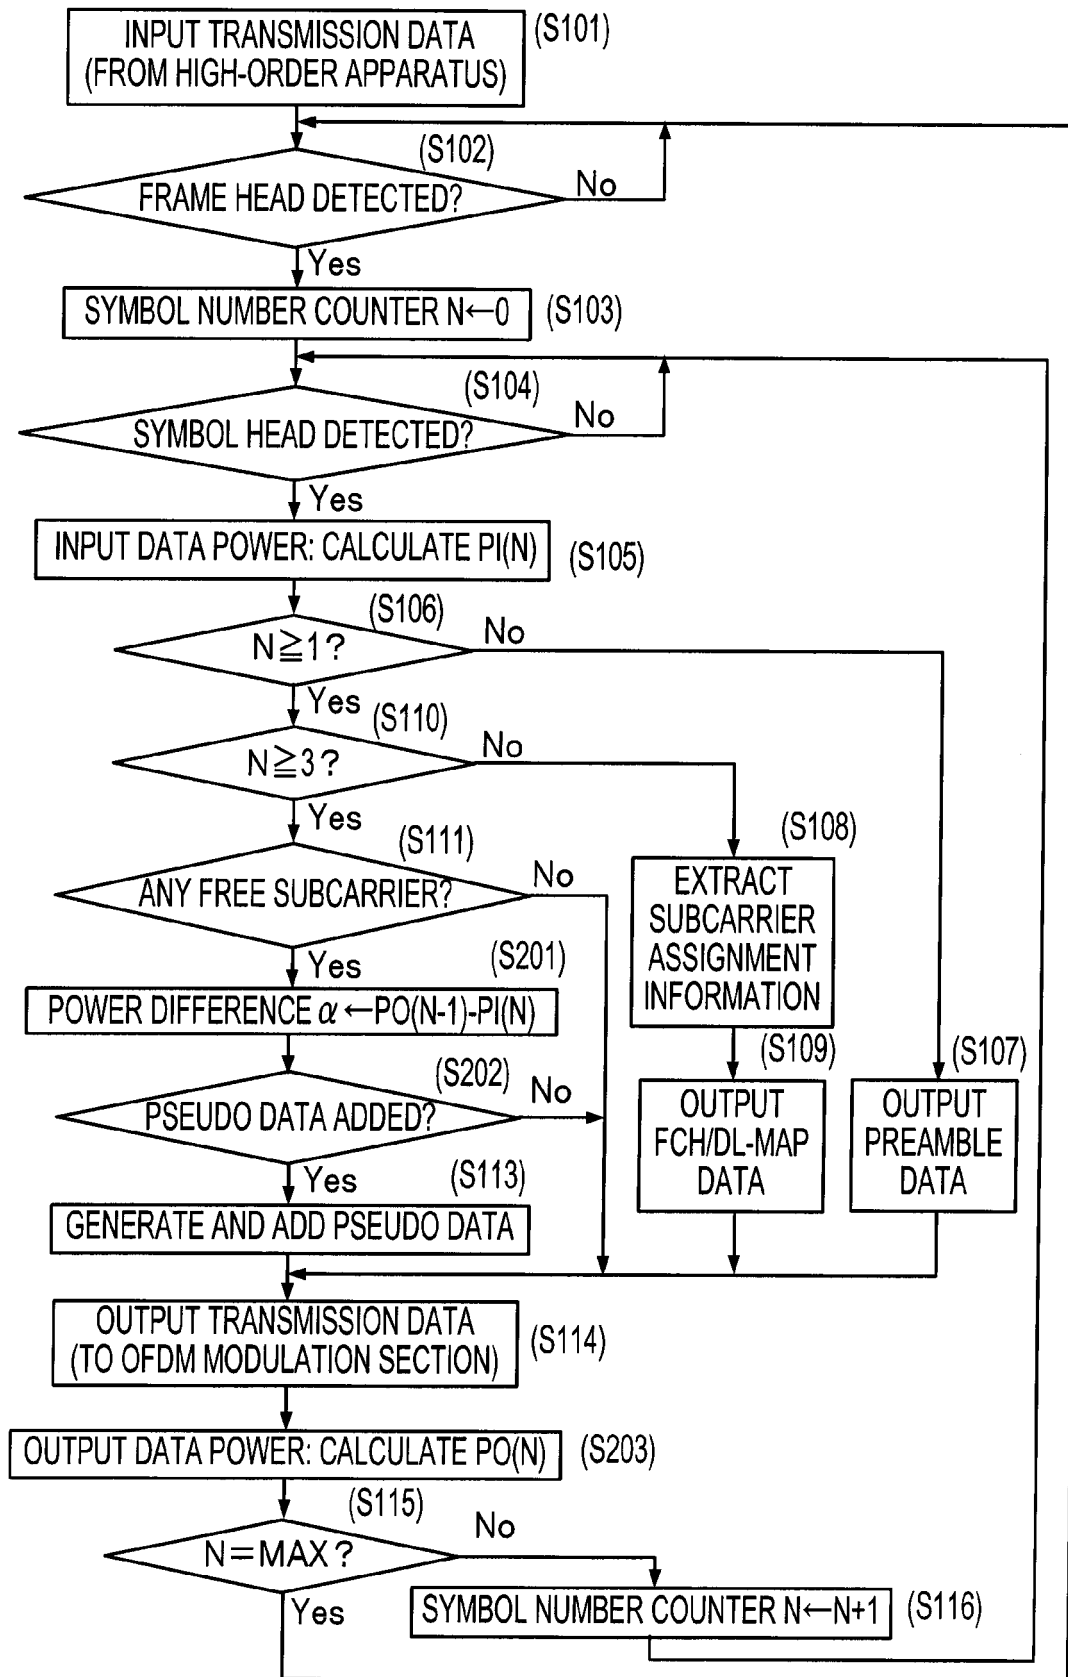 INPUT TRANSMISSION DATA
(FROM HIGH-ORDER APPARATUS)
(S101)
(S102)
FRAME HEAD DETECTED?
No
Yes
SYMBOL NUMBER COUNTER N←0
(S103)
(S104)
SYMBOL HEAD DETECTED?
No
Yes
INPUT DATA POWER: CALCULATE PI(N)
(S105)
(S106)
N≧1?
No
Yes
(S110)
N≧3?
No
Yes
(S111)
ANY FREE SUBCARRIER?
No
Yes
(S108)
EXTRACT
SUBCARRIER
ASSIGNMENT
INFORMATION
(S201)
POWER DIFFERENCE α←PO(N-1)-PI(N)
(S202)
PSEUDO DATA ADDED?
No
Yes
(S109)
OUTPUT
FCH/DL-MAP
DATA
(S107)
OUTPUT
PREAMBLE
DATA
(S113)
GENERATE AND ADD PSEUDO DATA
OUTPUT TRANSMISSION DATA
(TO OFDM MODULATION SECTION)
(S114)
OUTPUT DATA POWER: CALCULATE PO(N)
(S203)
(S115)
N=MAX?
No
Yes
SYMBOL NUMBER COUNTER N←N+1
(S116)